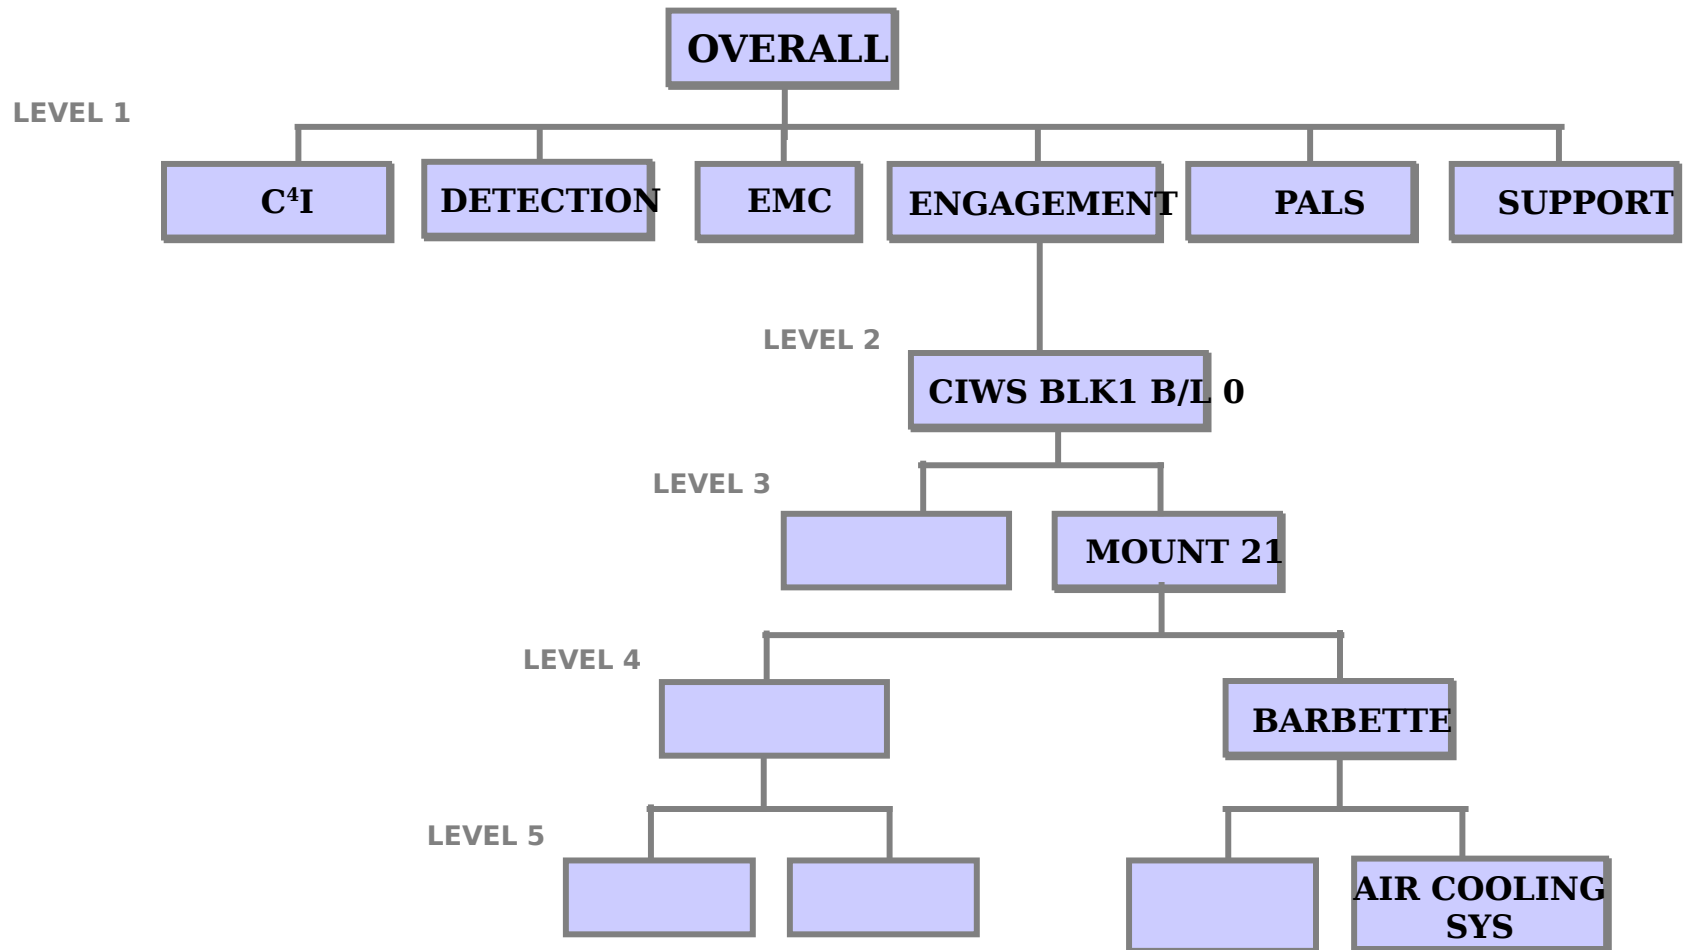 OVERALL
LEVEL 1
C⁴I
DETECTION
EMC
ENGAGEMENT
PALS
SUPPORT
LEVEL 2
CIWS BLK1 B/L 0
LEVEL 3
MOUNT 21
LEVEL 4
BARBETTE
LEVEL 5
AIR COOLING
SYS